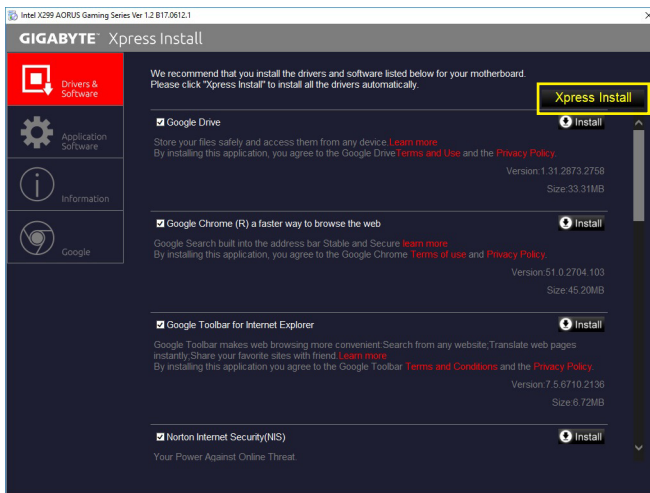 Intel X299 AORUS Gaming Series Ver 1.2 B17.0612.1
GIGABYTE™ Xpress Install
Drivers &
Software
Application
Software
Information
Google
We recommend that you install the drivers and software listed below for your motherboard.
Please click "Xpress Install" to install all the drivers automatically.
Xpress Install
Google Drive
Install
Store your files safely and access them from any device.Learn more
By installing this application, you agree to the Google DriveTerms and Use and the Privacy Policy.
Version:1.31.2873.2758
Size:33.31MB
Google Chrome (R) a faster way to browse the web
Install
Google Search built into the address bar Stable and Secure learn more
By installing this application, you agree to the Google Chrome Terms of use and Privacy Policy.
Version:51.0.2704.103
Size:45.20MB
Google Toolbar for Internet Explorer
Install
Google Toolbar makes web browsing more convenient.Search from any website;Translate web pages
instantly;Share your favorite sites with friend.Learn more
By installing this application you agree to the Google Toolbar Terms and Conditions and the Privacy Policy.
Version:7.5.6710.2136
Size:6.72MB
Norton Internet Security(NIS)
Install
Your Power Against Online Threat.